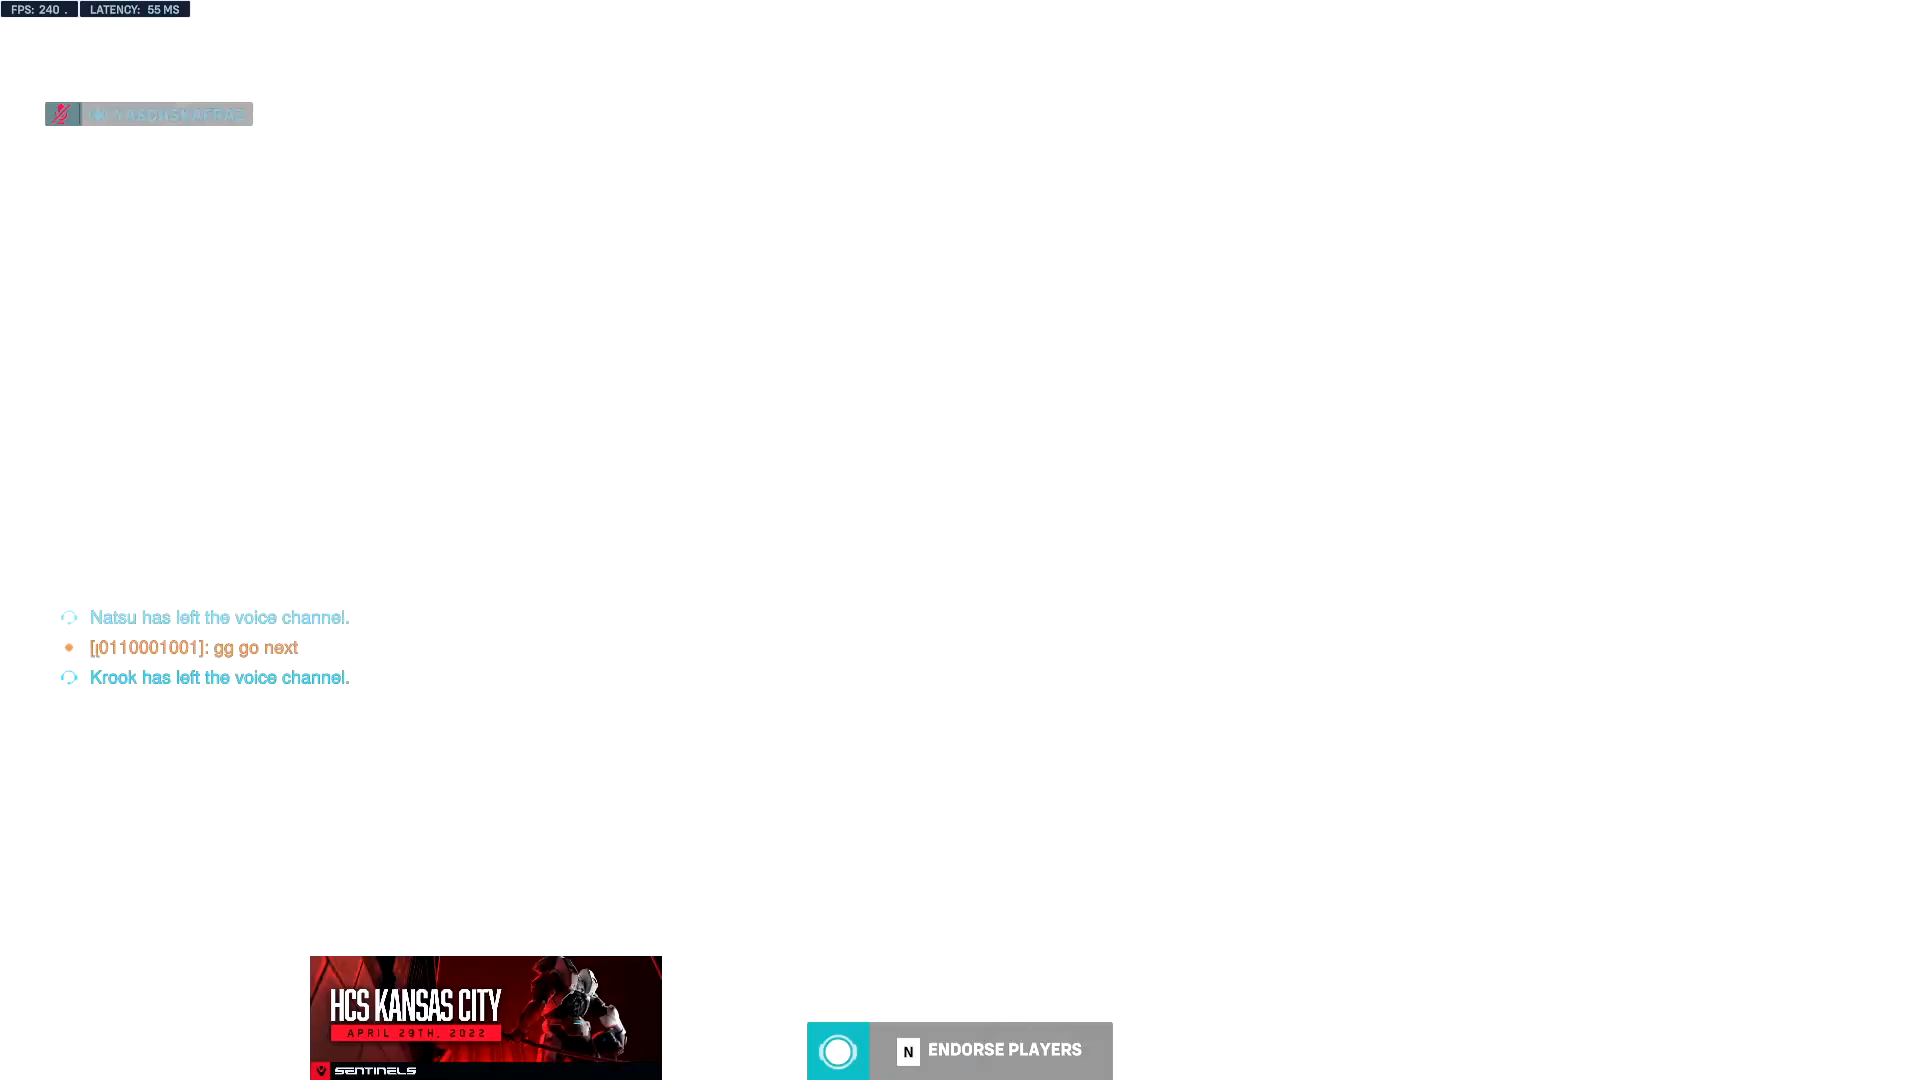 FPS: 240 .
LATENCY: 55 MS
Natsu has left the voice channel.
[į0110001001]: gg go next
Krook has left the voice channel.
HCS KANSAS CITY
APRIL 29TH, 2022
SENTINELS
N ENDORSE PLAYERS